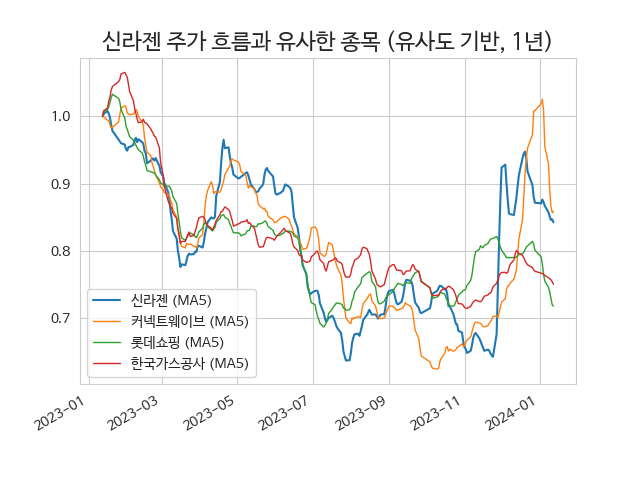 신라젠 주가 흐름과 유사한 종목 (유사도 기반, 1년)
1.0
0.9
0.8
0.7
신라젠 (MA5)
커넥트웨이브 (MA5)
롯데쇼핑 (MA5)
한국가스공사 (MA5)
2023-01
2023-03
2023-05
2023-07
2023-09
2023-11
2024-01